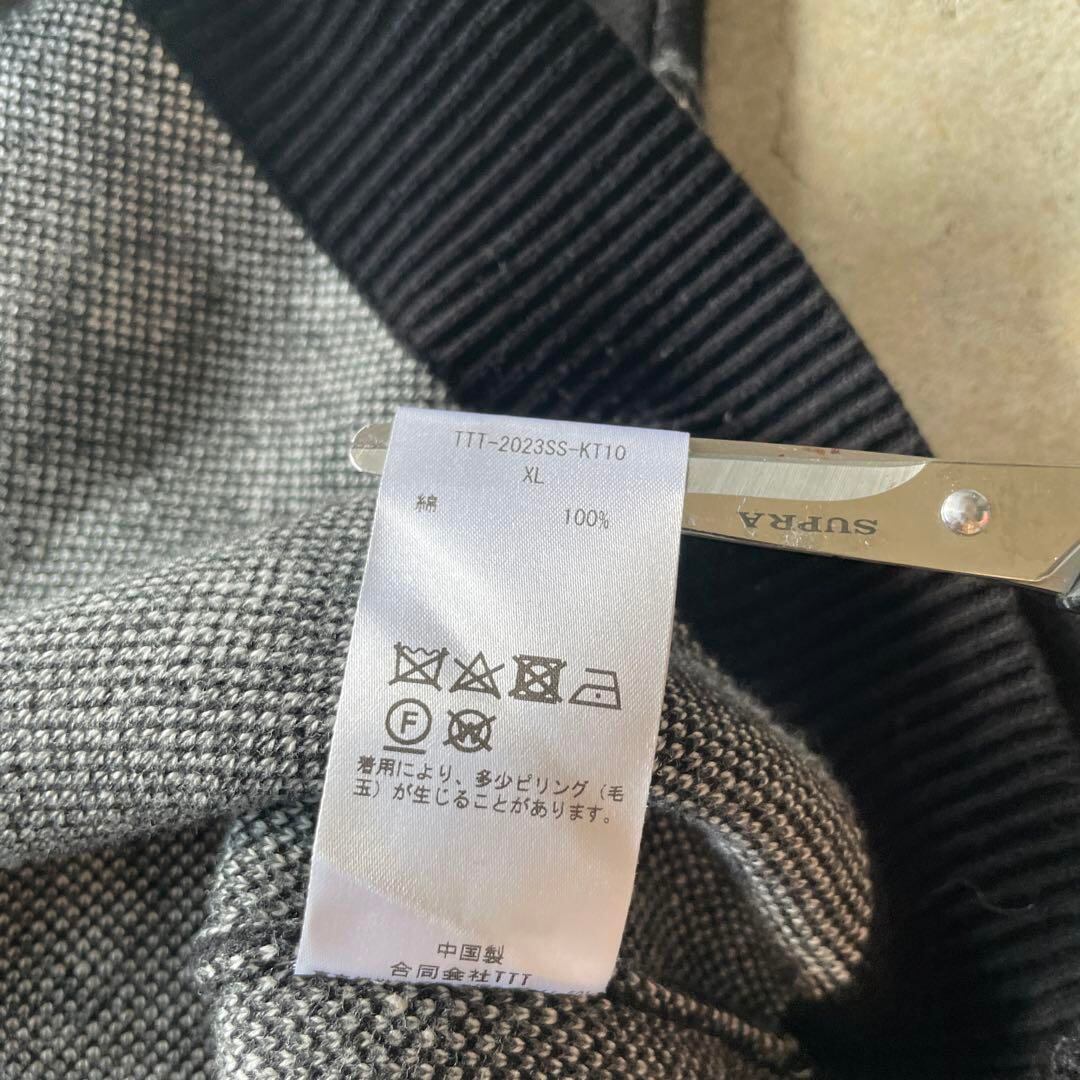 TTT-2023SS-KT10
XL
綿 100%
SUPRA
F
W
着用により、多少ピリング（毛
玉）が生じることがあります。
中国製
合同会社TTT